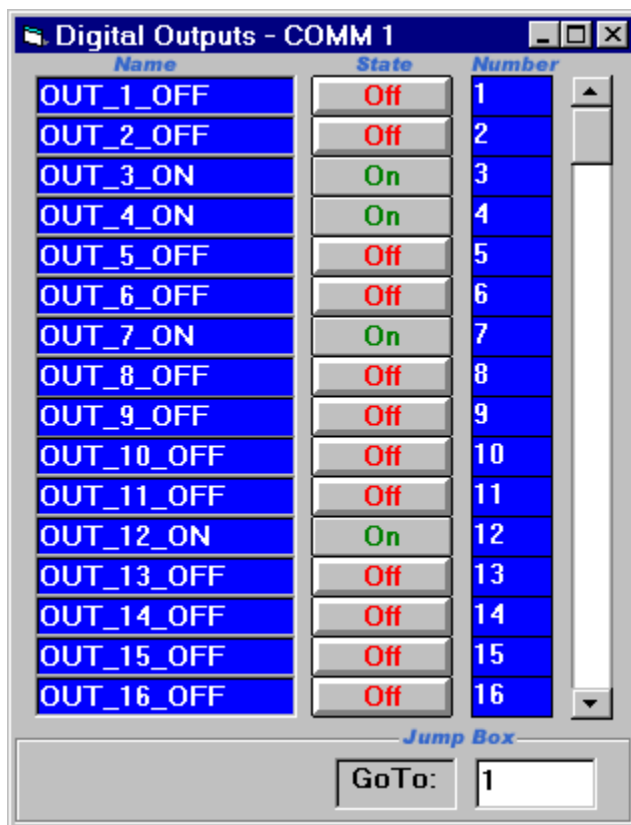 Digital Outputs - COMM 1
Name State Number
OUT_1_OFF Off 1
OUT_2_OFF Off 2
OUT_3_ON On 3
OUT_4_ON On 4
OUT_5_OFF Off 5
OUT_6_OFF Off 6
OUT_7_ON On 7
OUT_8_OFF Off 8
OUT_9_OFF Off 9
OUT_10_OFF Off 10
OUT_11_OFF Off 11
OUT_12_ON On 12
OUT_13_OFF Off 13
OUT_14_OFF Off 14
OUT_15_OFF Off 15
OUT_16_OFF Off 16
Jump Box
GoTo: 1